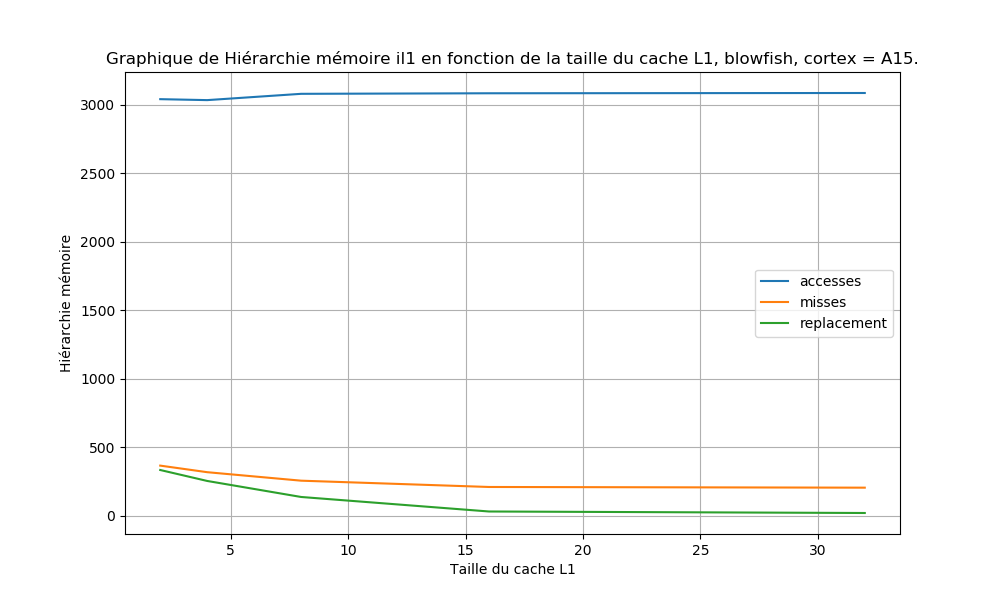 Graphique de Hiérarchie mémoire il1 en fonction de la taille du cache L1, blowfish, cortex = A15.
Hiérarchie mémoire
3000
2500
2000
1500
1000
500
0
accesses
misses
replacement
5 10 15 20 25 30
Taille du cache L1